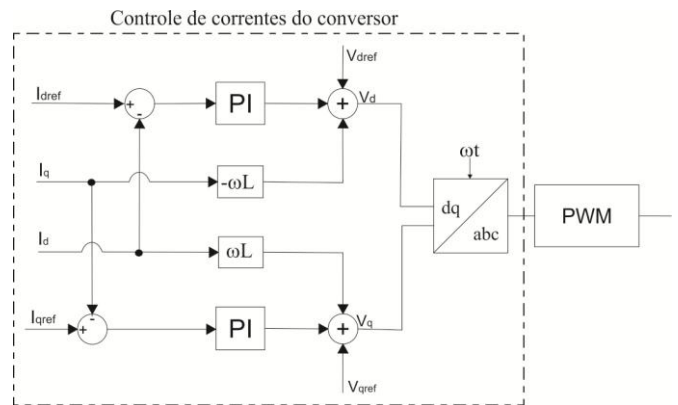 Controle de correntes do conversor
Vdref
Idref
+
-
PI
+
Vd
Iq
-ωL
ωt
dq
abc
PWM
Id
ωL
Iqref
-
+
PI
+
Vq
Vqref